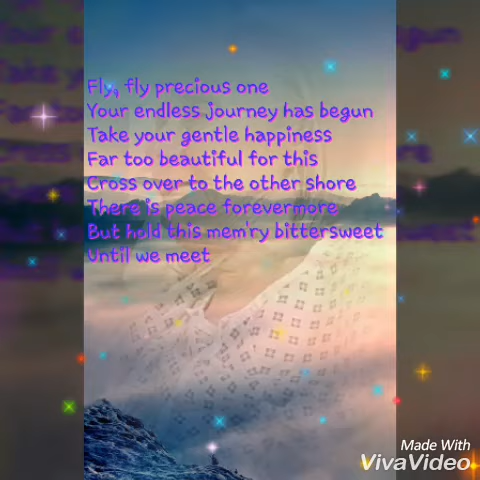 Fly, fly precious one
Your endless journey has begun
Take your gentle happiness
Far too beautiful for this
Cross over to the other shore
There is peace forevermore
But hold this mem'ry bittersweet
Until we meet
Made With
VivaVideo